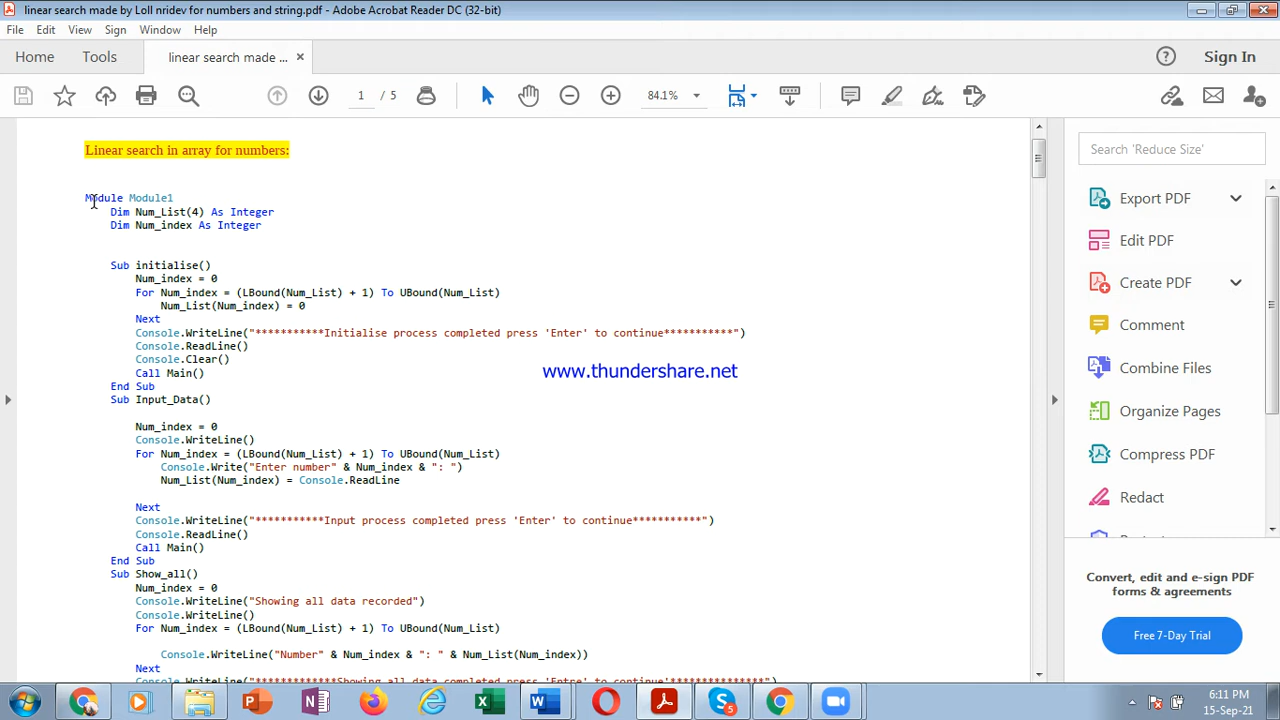 linear search made by Loll nridev for numbers and string.pdf - Adobe Acrobat Reader DC (32-bit)
File Edit View Sign Window Help
Home Tools linear search made ... × Sign In
1 / 5 84.1%
Linear search in array for numbers:
Module Module1
Dim Num_List(4) As Integer
Dim Num_index As Integer
Sub initialise()
Num_index = 0
For Num_index = (LBound(Num_List) + 1) To UBound(Num_List)
Num_List(Num_index) = 0
Next
Console.WriteLine("***********Initialise process completed press 'Enter' to continue***********")
Console.ReadLine()
Console.Clear()
Call Main()
End Sub
Sub Input_Data()
Num_index = 0
Console.WriteLine()
For Num_index = (LBound(Num_List) + 1) To UBound(Num_List)
Console.Write("Enter number" & Num_index & ": ")
Num_List(Num_index) = Console.ReadLine
Next
Console.WriteLine("***********Input process completed press 'Enter' to continue***********")
Console.ReadLine()
Call Main()
End Sub
Sub Show_all()
Num_index = 0
Console.WriteLine("Showing all data recorded")
Console.WriteLine()
For Num_index = (LBound(Num_List) + 1) To UBound(Num_List)
Console.WriteLine("Number" & Num_index & ": " & Num_List(Num_index))
Next
www.thundershare.net
Search 'Reduce Size'
Export PDF
Edit PDF
Create PDF
Comment
Combine Files
Organize Pages
Compress PDF
Redact
Convert, edit and e-sign PDF
forms & agreements
Free 7-Day Trial
6:11 PM
15-Sep-21